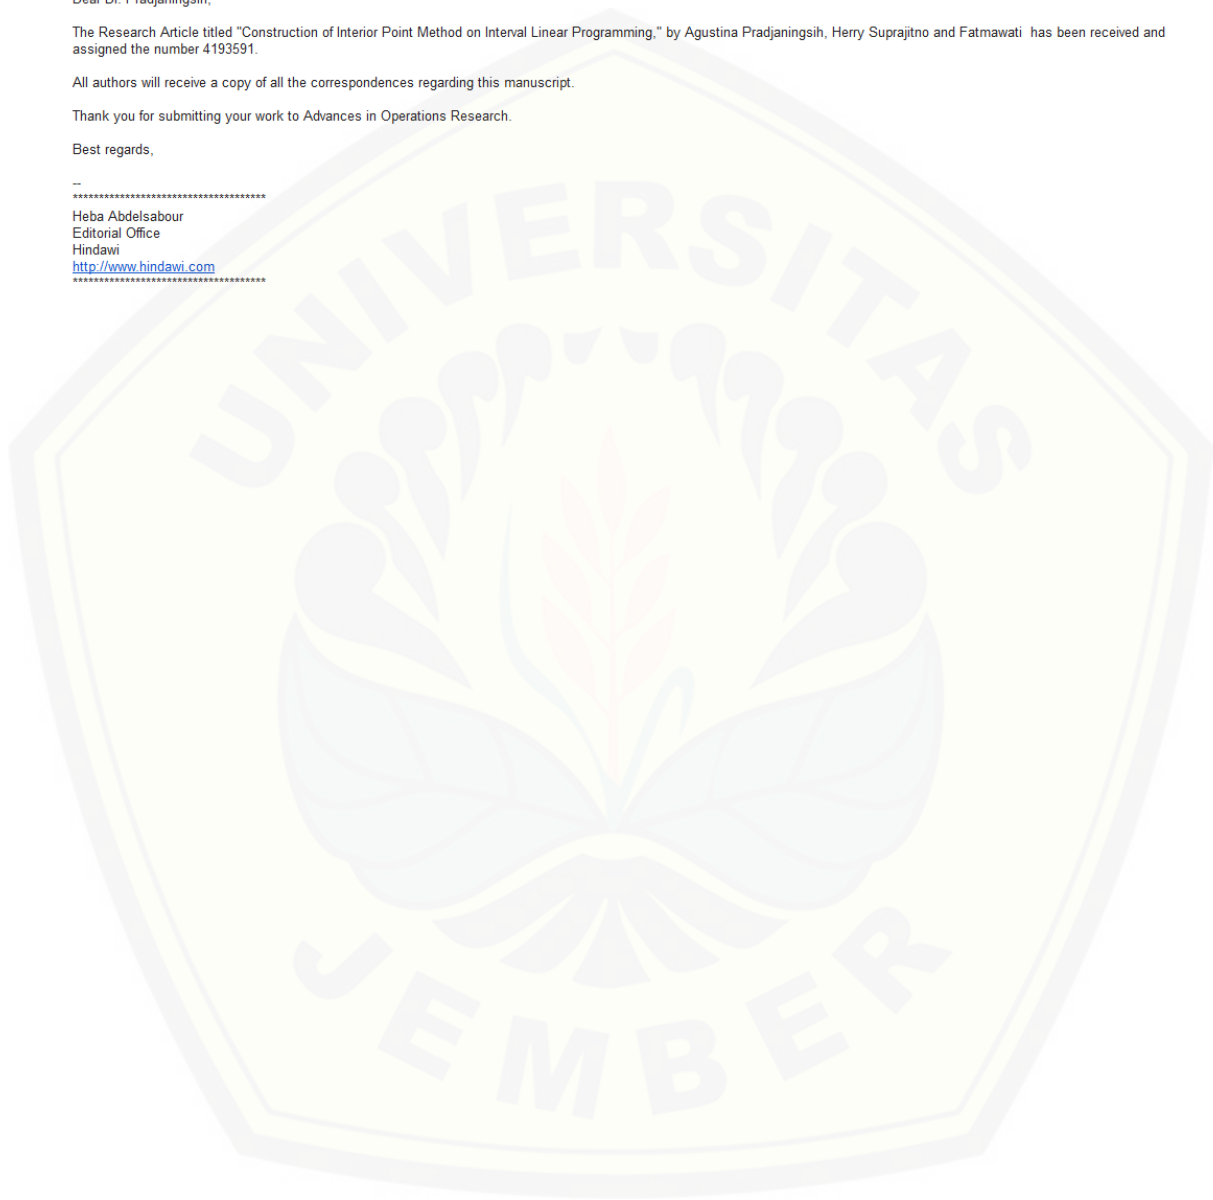 Dear Dr. Pradjaningsih,
The Research Article titled "Construction of Interior Point Method on Interval Linear Programming," by Agustina Pradjaningsih, Herry Suprajitno and Fatmawati  has been received and
assigned the number 4193591.
All authors will receive a copy of all the correspondences regarding this manuscript.
Thank you for submitting your work to Advances in Operations Research.
Best regards,
--
*************************************
Heba Abdelsabour
Editorial Office
Hindawi
http://www.hindawi.com
*************************************
UNIVERSITAS
JEMBER